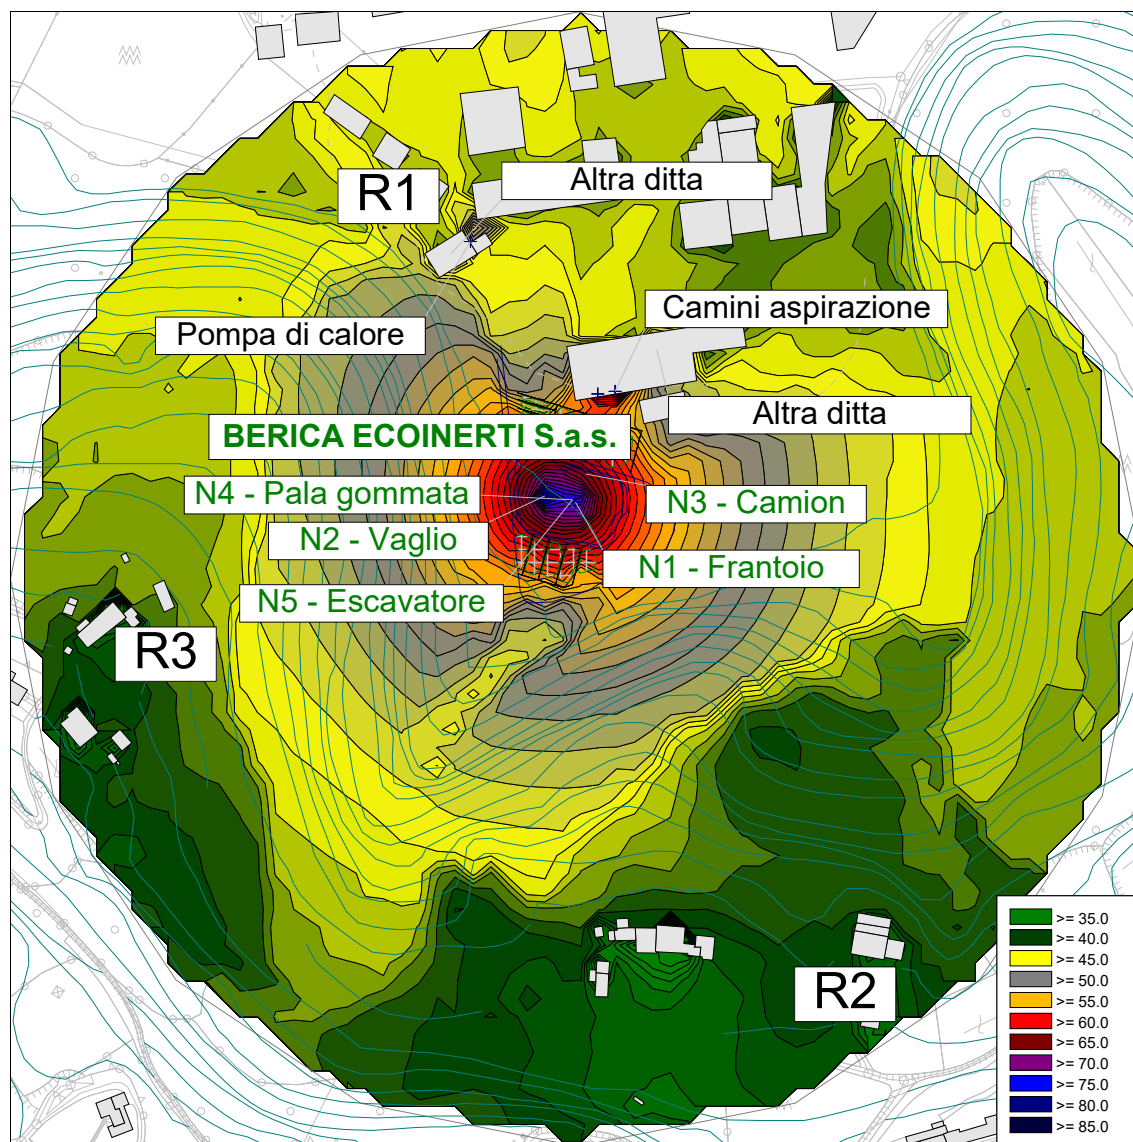 Altra ditta
R1
Camini aspirazione
Pompa di calore
Altra ditta
BERICA ECOINERTI S.a.s.
N4 - Pala gommata
N3 - Camion
N2 - Vaglio
N1 - Frantoio
N5 - Escavatore
R3
R2
>= 35.0
>= 40.0
>= 45.0
>= 50.0
>= 55.0
>= 60.0
>= 65.0
>= 70.0
>= 75.0
>= 80.0
>= 85.0